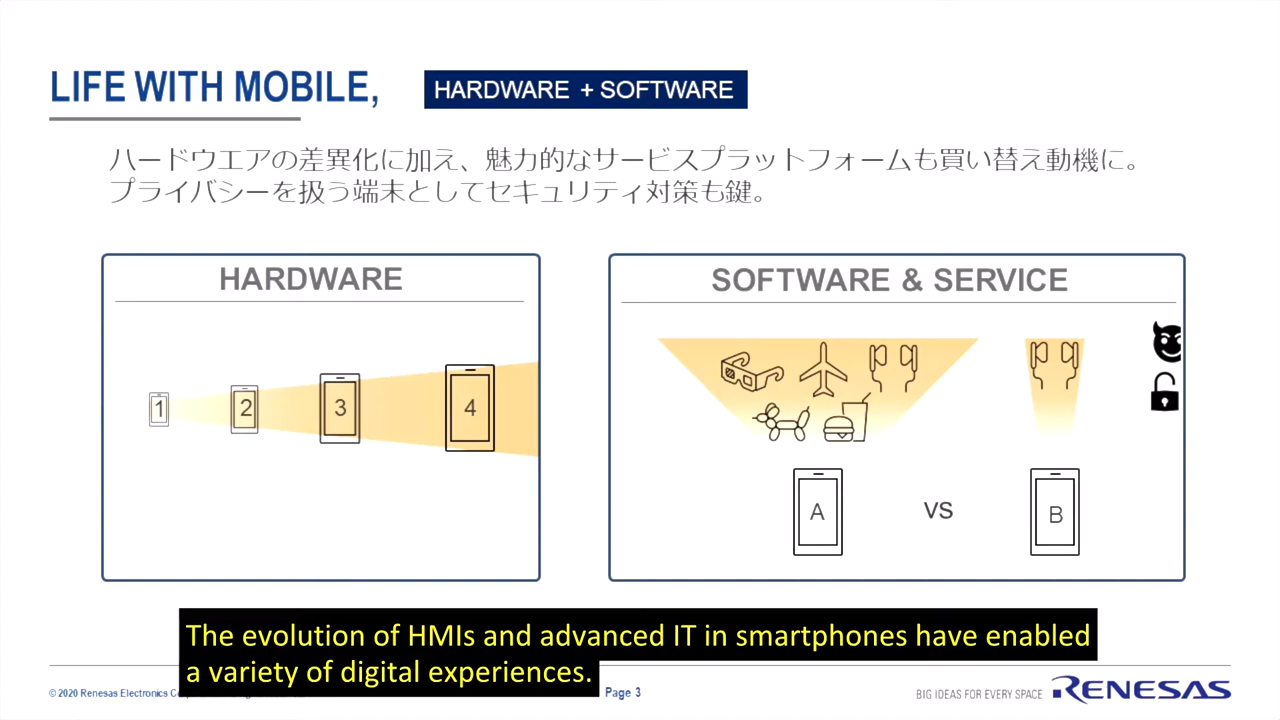 LIFE WITH MOBILE,
HARDWARE + SOFTWARE
ハードウエアの差異化に加え、魅力的なサービスプラットフォームも買い替え動機に。
プライバシーを扱う端末としてセキュリティ対策も鍵。
HARDWARE
1 2 3 4
SOFTWARE & SERVICE
A VS B
The evolution of HMIs and advanced IT in smartphones have enabled
a variety of digital experiences.
© 2020 Renesas Electronics
Page 3
BIG IDEAS FOR EVERY SPACE RENESAS